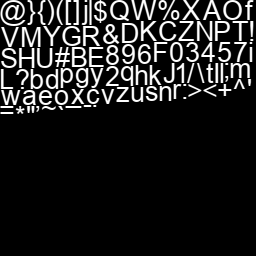 @}{)([]j|$QW%XAOf
VMYGR&DKCZNPT!
SHU#BE896F03457i
L?bdpgy2qhkJ1/\tlI;m
waeoxcvzusnr:><+^'
=*"'~`–-